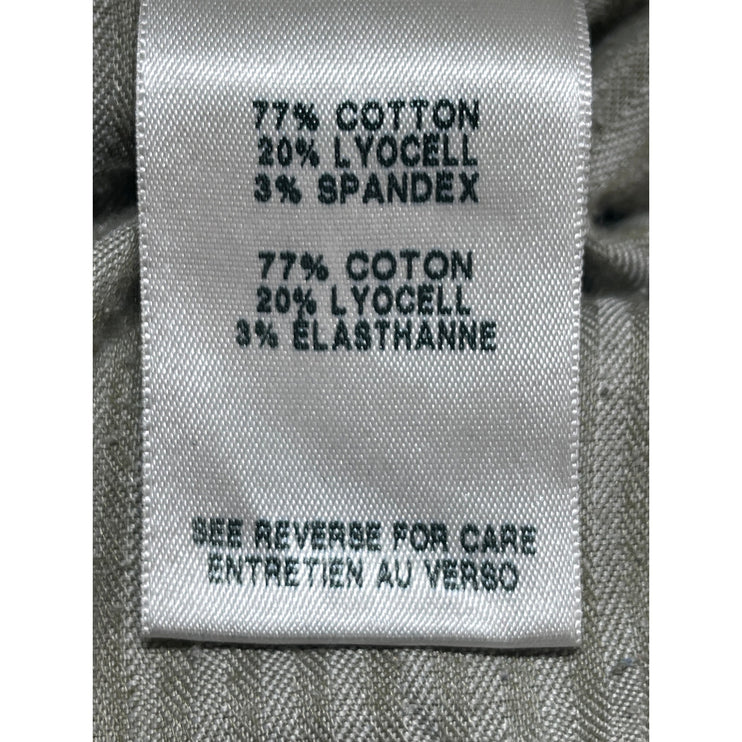 77% COTTON
20% LYOCELL
3% SPANDEX
77% COTON
20% LYOCELL
3% ÉLASTHANNE
SEE REVERSE FOR CARE
ENTRETIEN AU VERSO